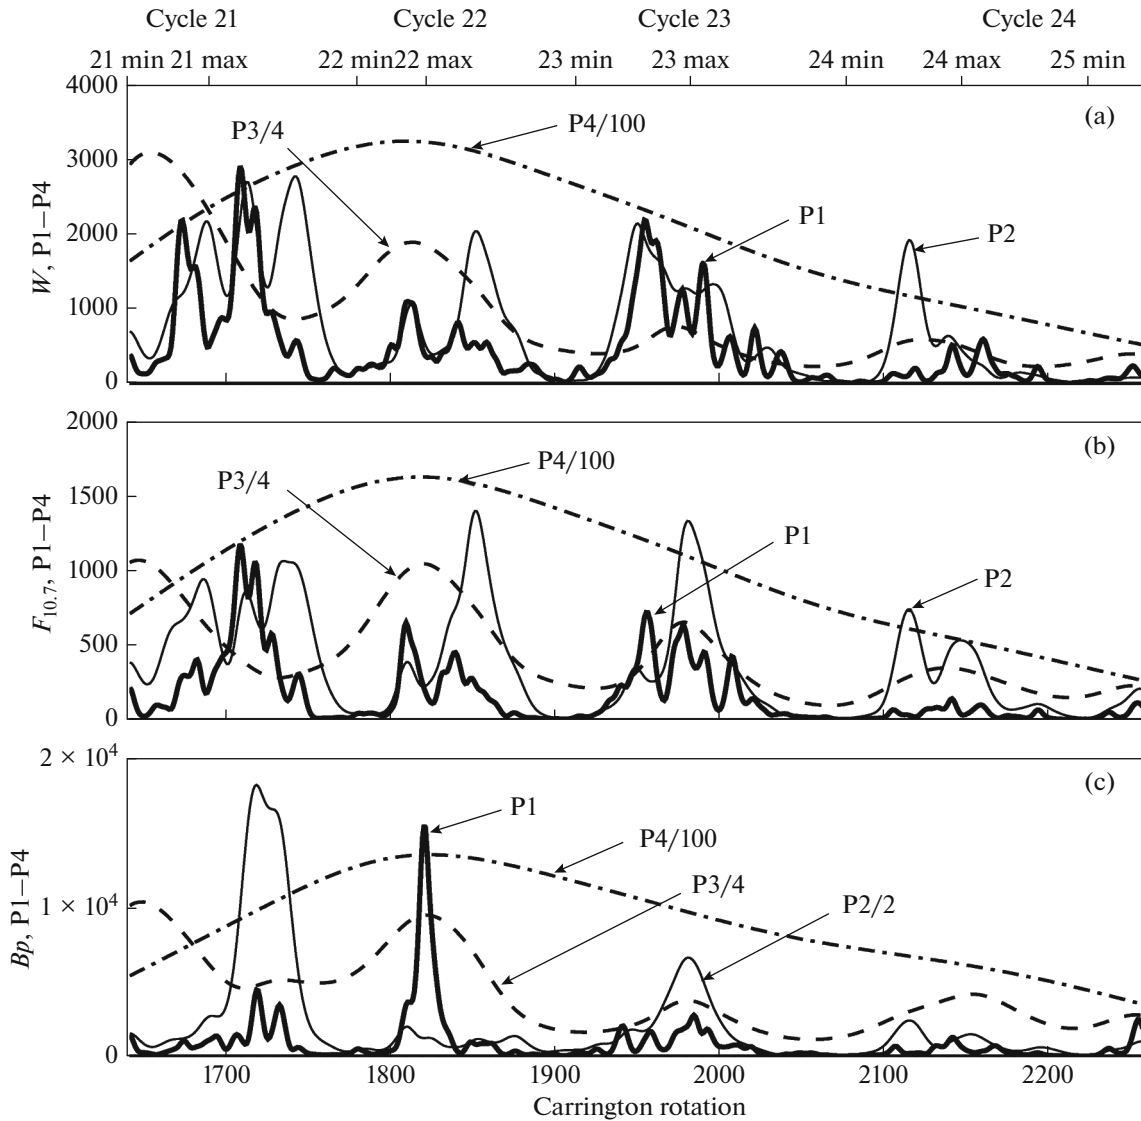 Cycle 21 Cycle 22 Cycle 23 Cycle 24
21 min 21 max 22 min 22 max 23 min 23 max 24 min 24 max 25 min
4000
(a)
P4/100
P3/4
3000
P1
P2
2000
1000
0
W, P1–P4
2000
(b)
P4/100
P3/4
1500
P1
P2
1000
500
0
F10.7, P1–P4
2 × 10⁴
(c)
P1
P4/100
P3/4
P2/2
1 × 10⁴
0
Bp, P1–P4
1700 1800 1900 2000 2100 2200
Carrington rotation